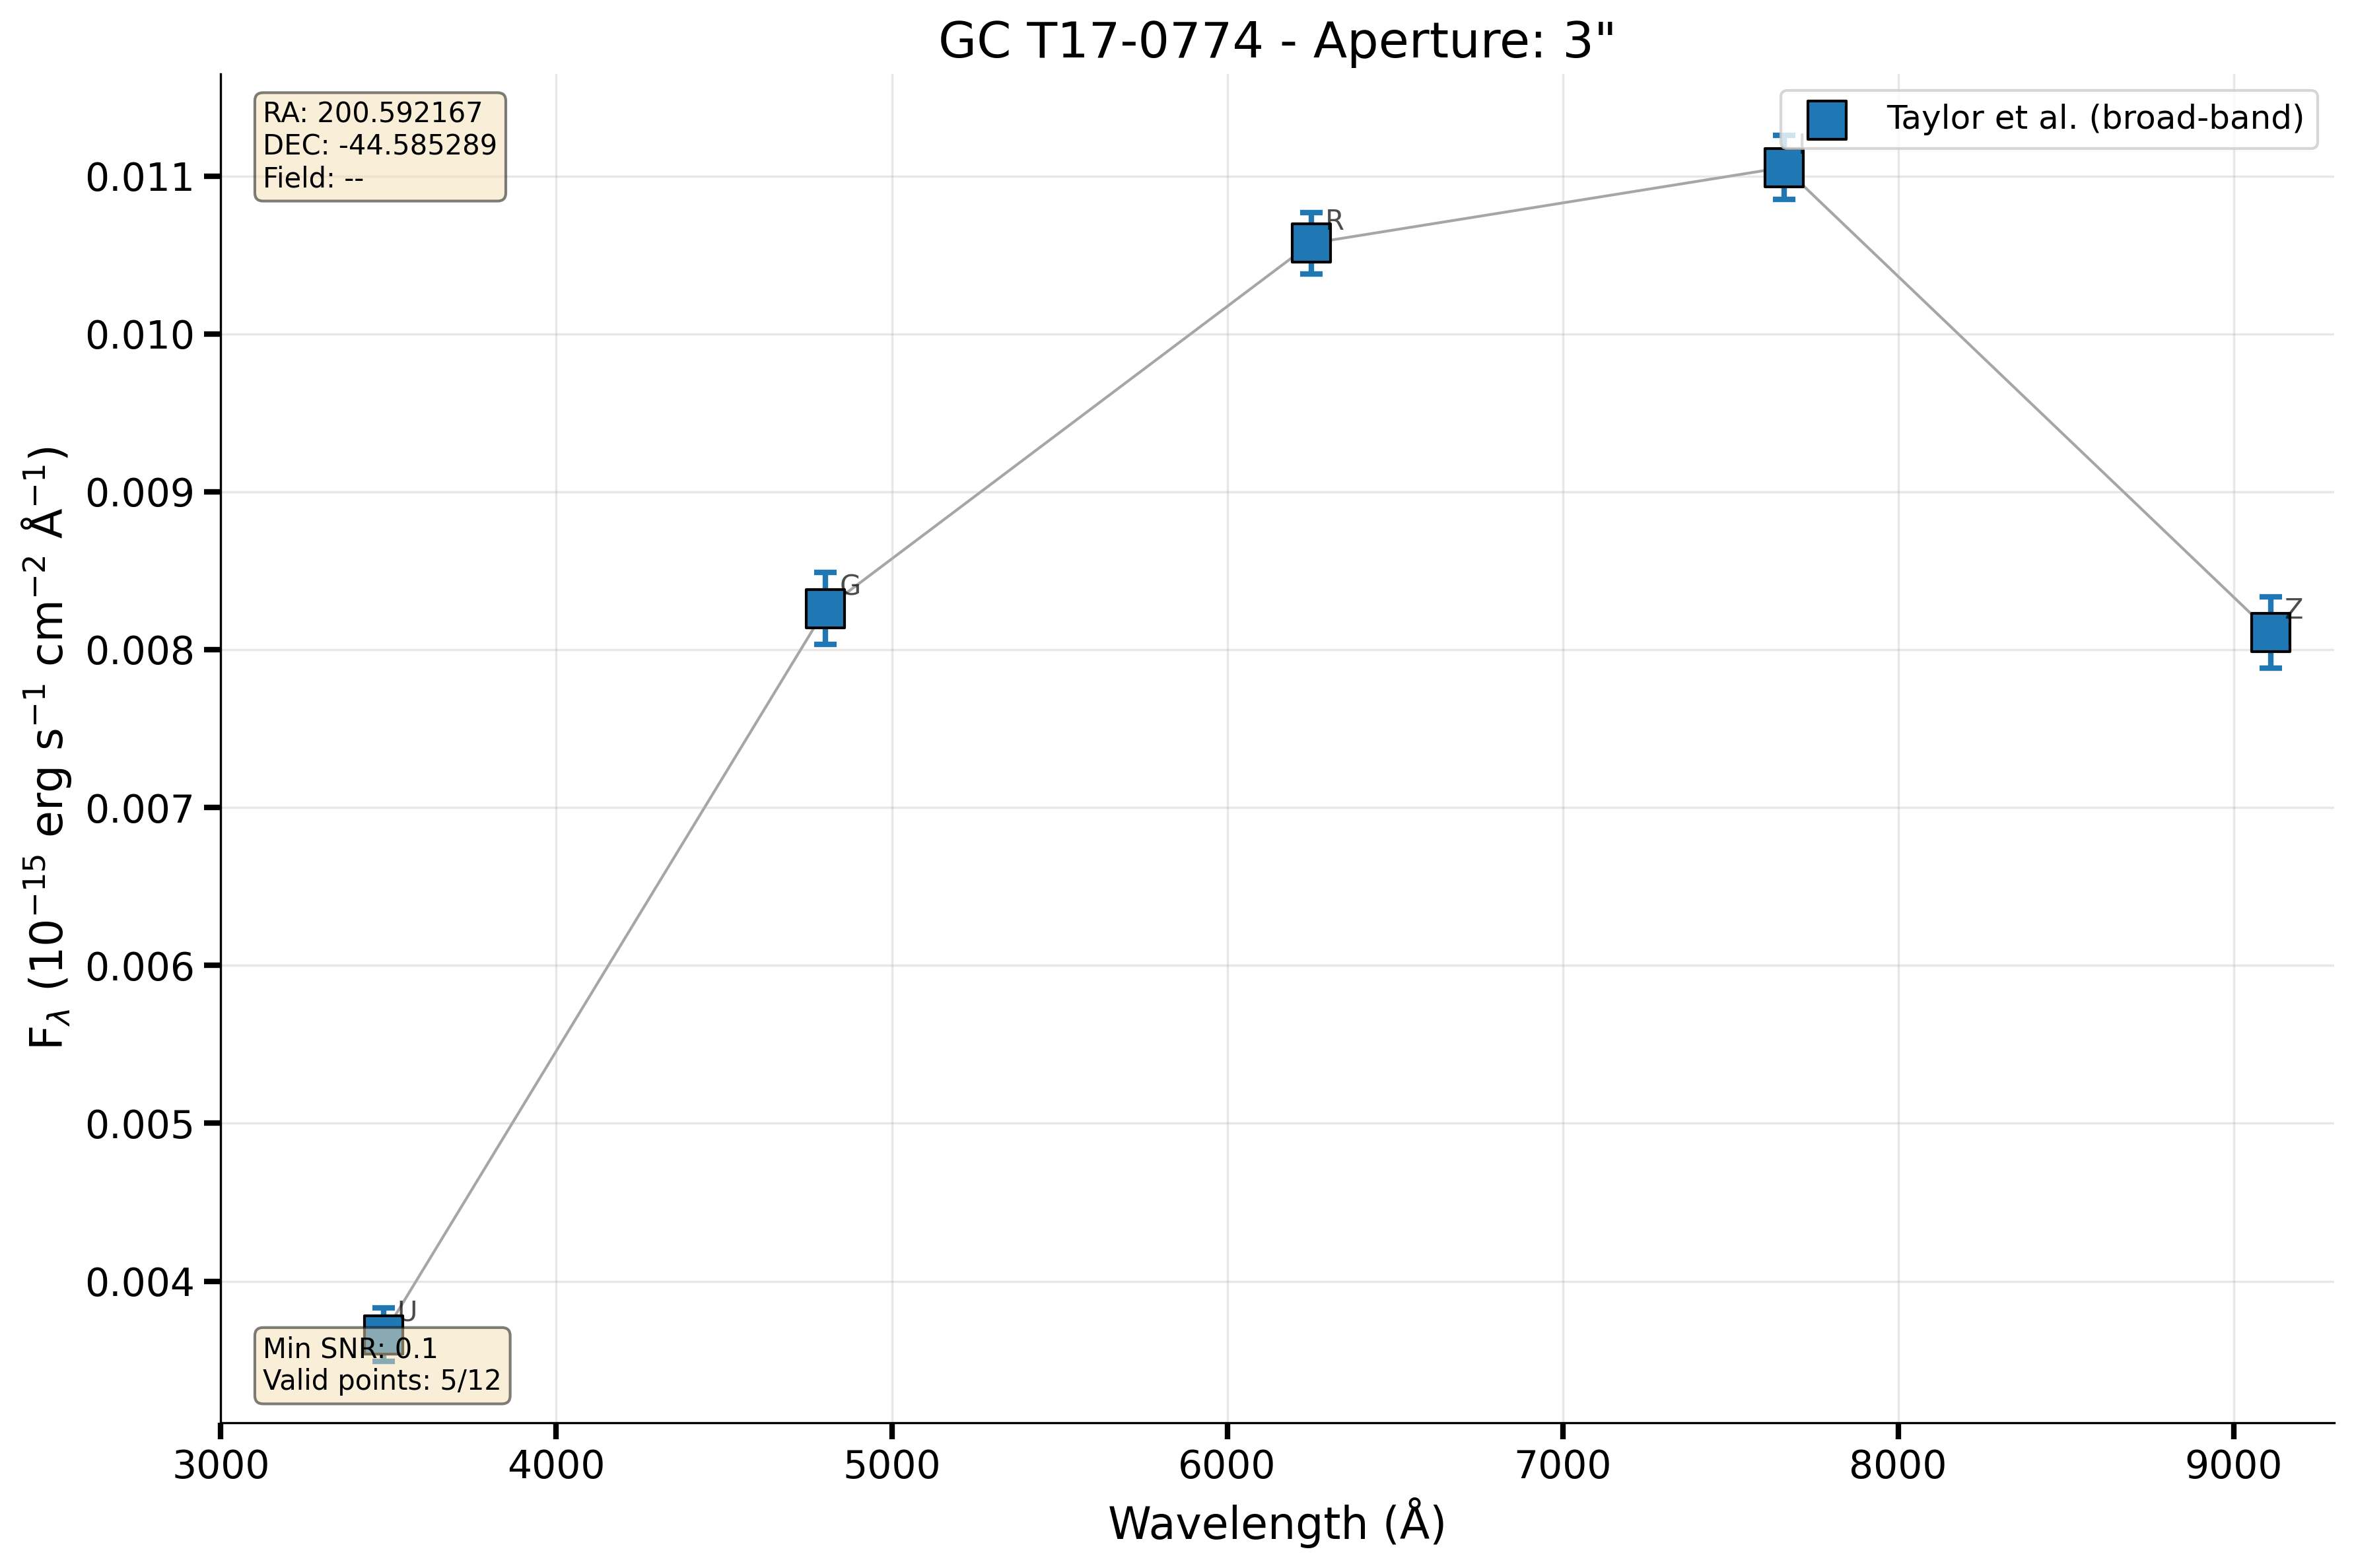 GC T17-0774 - Aperture: 3"
RA: 200.592167
DEC: -44.585289
Field: --
Taylor et al. (broad-band)
R
G
Z
U
Min SNR: 0.1
Valid points: 5/12
0.011
0.010
0.009
0.008
0.007
0.006
0.005
0.004
3000
4000
5000
6000
7000
8000
9000
Wavelength (Å)
F_λ (10⁻¹⁵ erg s⁻¹ cm⁻² Å⁻¹)